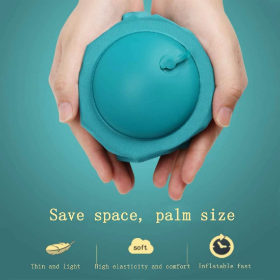 Save space, palm size
soft
Thin and light
High elasticity and comfort
Inflatable fast